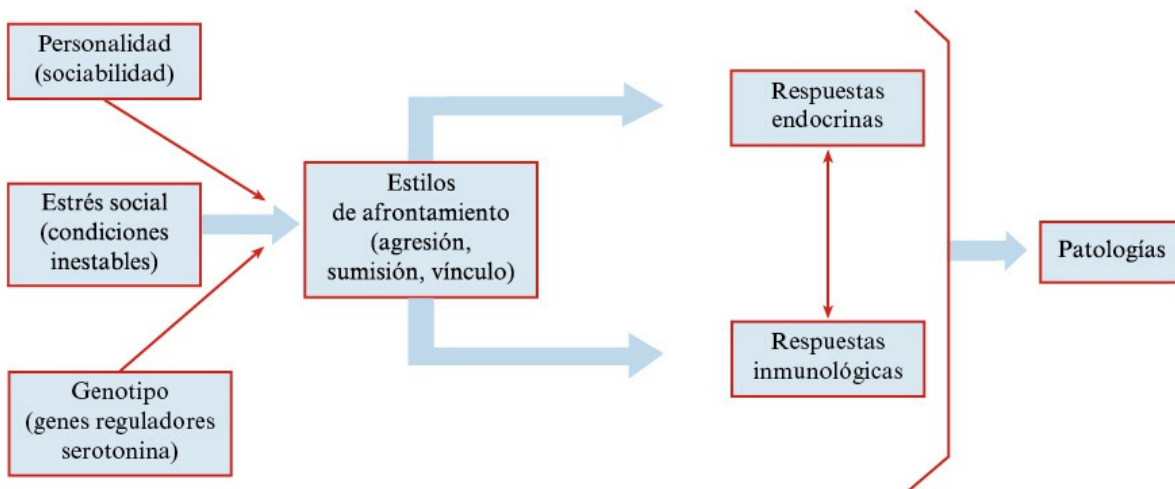 Personalidad
(sociabilidad)
Estrés social
(condiciones
inestables)
Genotipo
(genes reguladores
serotonina)
Estilos
de afrontamiento
(agresión,
sumisión, vínculo)
Respuestas
endocrinas
Respuestas
inmunológicas
Patologías